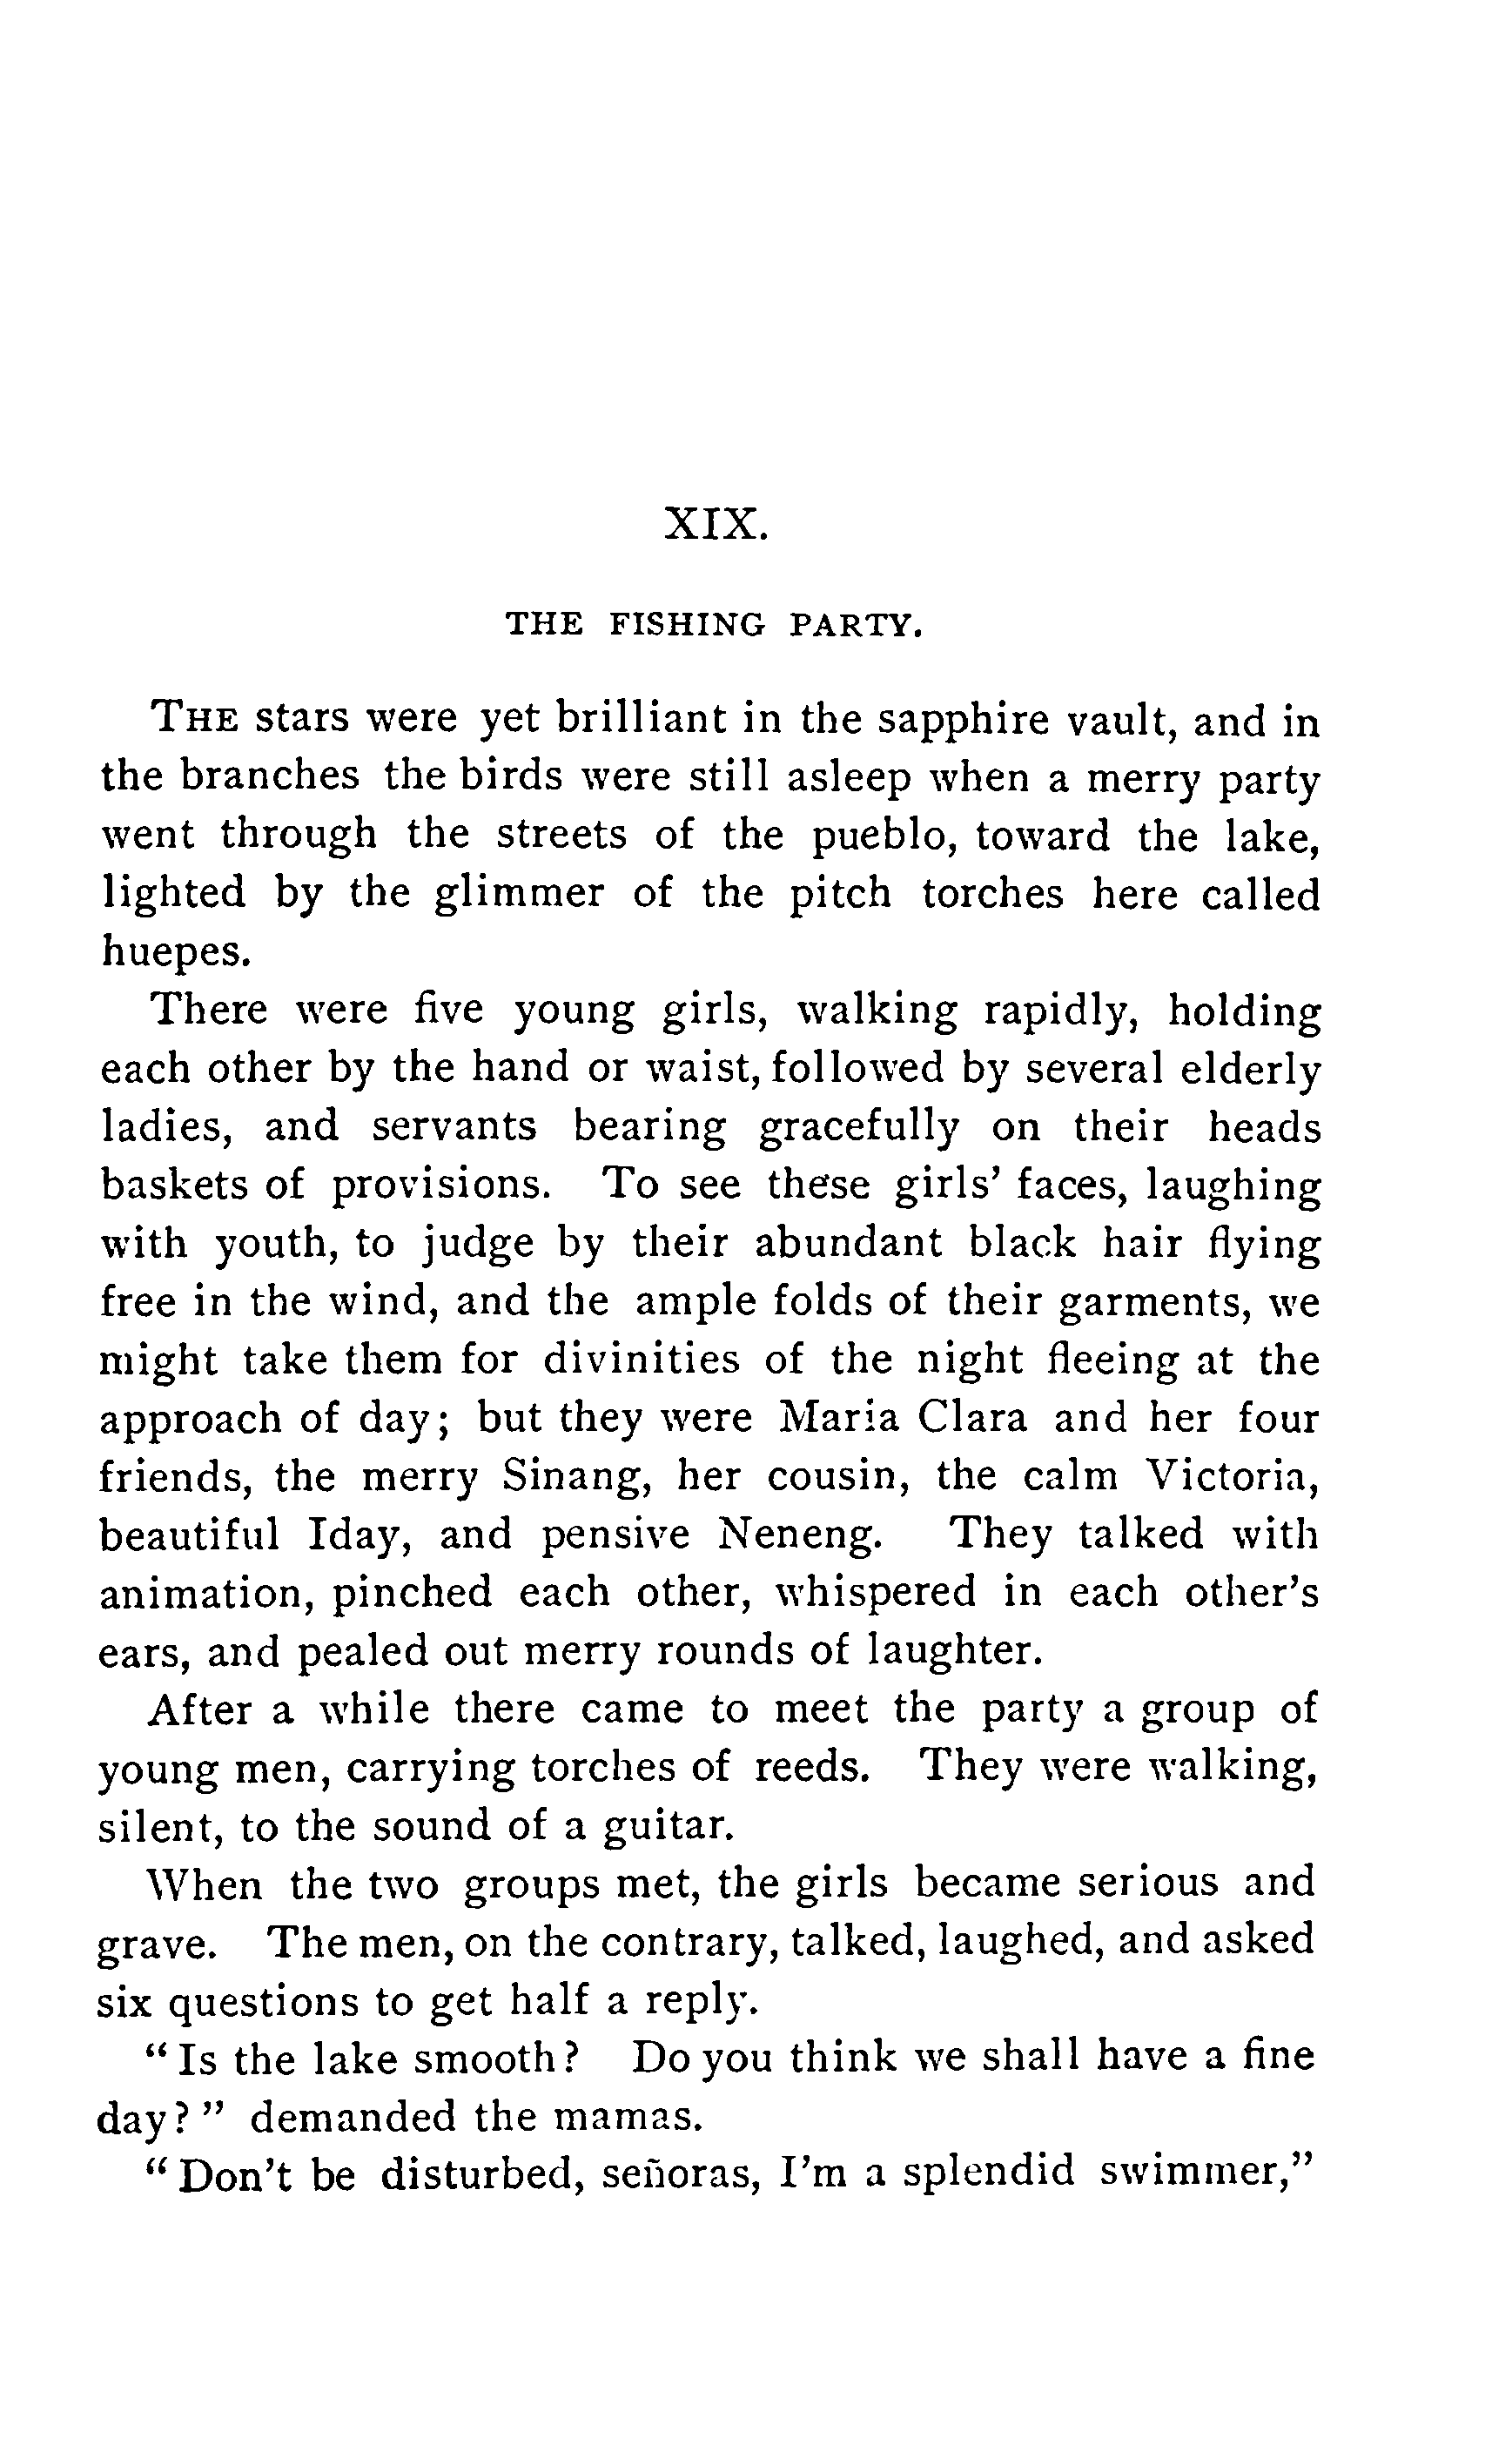 XIX.
THE FISHING PARTY.
THE stars were yet brilliant in the sapphire vault, and in
the branches the birds were still asleep when a merry party
went through the streets of the pueblo, toward the lake,
lighted by the glimmer of the pitch torches here called
huepes.
There were five young girls, walking rapidly, holding
each other by the hand or waist, followed by several elderly
ladies, and servants bearing gracefully on their heads
baskets of provisions. To see these girls' faces, laughing
with youth, to judge by their abundant black hair flying
free in the wind, and the ample folds of their garments, we
might take them for divinities of the night fleeing at the
approach of day; but they were Maria Clara and her four
friends, the merry Sinang, her cousin, the calm Victoria,
beautiful Iday, and pensive Neneng. They talked with
animation, pinched each other, whispered in each other's
ears, and pealed out merry rounds of laughter.
After a while there came to meet the party a group of
young men, carrying torches of reeds. They were walking,
silent, to the sound of a guitar.
When the two groups met, the girls became serious and
grave. The men, on the contrary, talked, laughed, and asked
six questions to get half a reply.
“Is the lake smooth? Do you think we shall have a fine
day?” demanded the mamas.
“Don't be disturbed, señoras, I'm a splendid swimmer,”